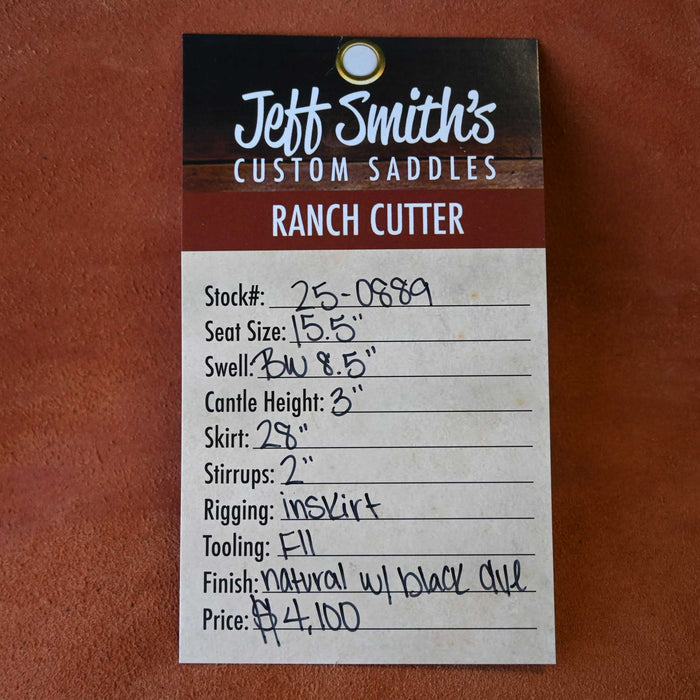 Jeff Smith's
CUSTOM SADDLES
RANCH CUTTER
Stock#: 25-0889
Seat Size: 15.5"
Swell: BW 8.5"
Cantle Height: 3"
Skirt: 28"
Stirrups: 2"
Rigging: inskirt
Tooling: F11
Finish: natural w/ black dye
Price: $4,100